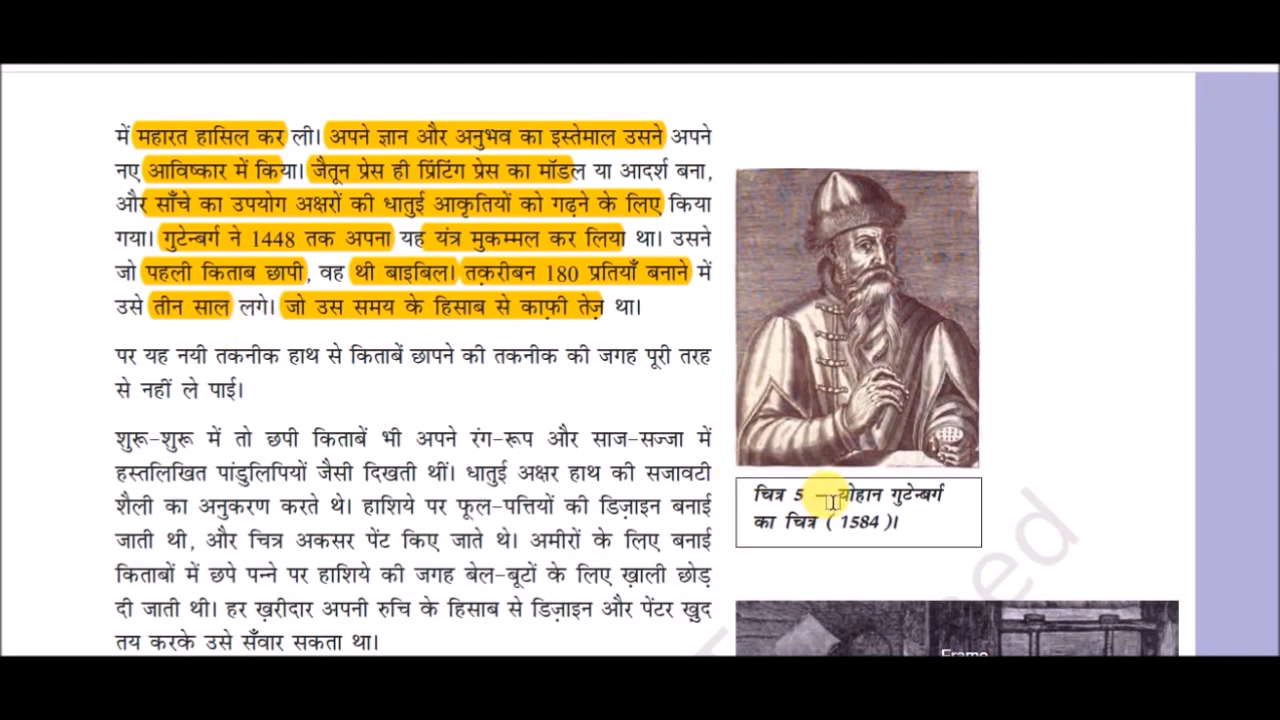 में महारत हासिल कर ली। अपने ज्ञान और अनुभव का इस्तेमाल उसने अपने
नए आविष्कार में किया। जैतून प्रेस ही प्रिंटिंग प्रेस का मॉडल या आदर्श बना,
और साँचे का उपयोग अक्षरों की धातुई आकृतियों को गढ़ने के लिए किया
गया। गुटेन्बर्ग ने 1448 तक अपना यह यंत्र मुकम्मल कर लिया था। उसने
जो पहली किताब छापी, वह थी बाइबिल। तक़रीबन 180 प्रतियाँ बनाने में
उसे तीन साल लगे। जो उस समय के हिसाब से काफ़ी तेज़ था।
पर यह नयी तकनीक हाथ से किताबें छापने की तकनीक की जगह पूरी तरह
से नहीं ले पाई।
शुरू-शुरू में तो छपी किताबें भी अपने रंग-रूप और साज-सज्जा में
हस्तलिखित पांडुलिपियों जैसी दिखती थीं। धातुई अक्षर हाथ की सजावटी
शैली का अनुकरण करते थे। हाशिये पर फूल-पत्तियों की डिज़ाइन बनाई
जाती थी, और चित्र अकसर पेंट किए जाते थे। अमीरों के लिए बनाई
किताबों में छपे पन्ने पर हाशिये की जगह बेल-बूटों के लिए ख़ाली छोड़
दी जाती थी। हर ख़रीदार अपनी रुचि के हिसाब से डिज़ाइन और पेंटर ख़ुद
तय करके उसे सँवार सकता था।
चित्र 5 – योहान गुटेन्बर्ग
का चित्र ( 1584 )।
Frame